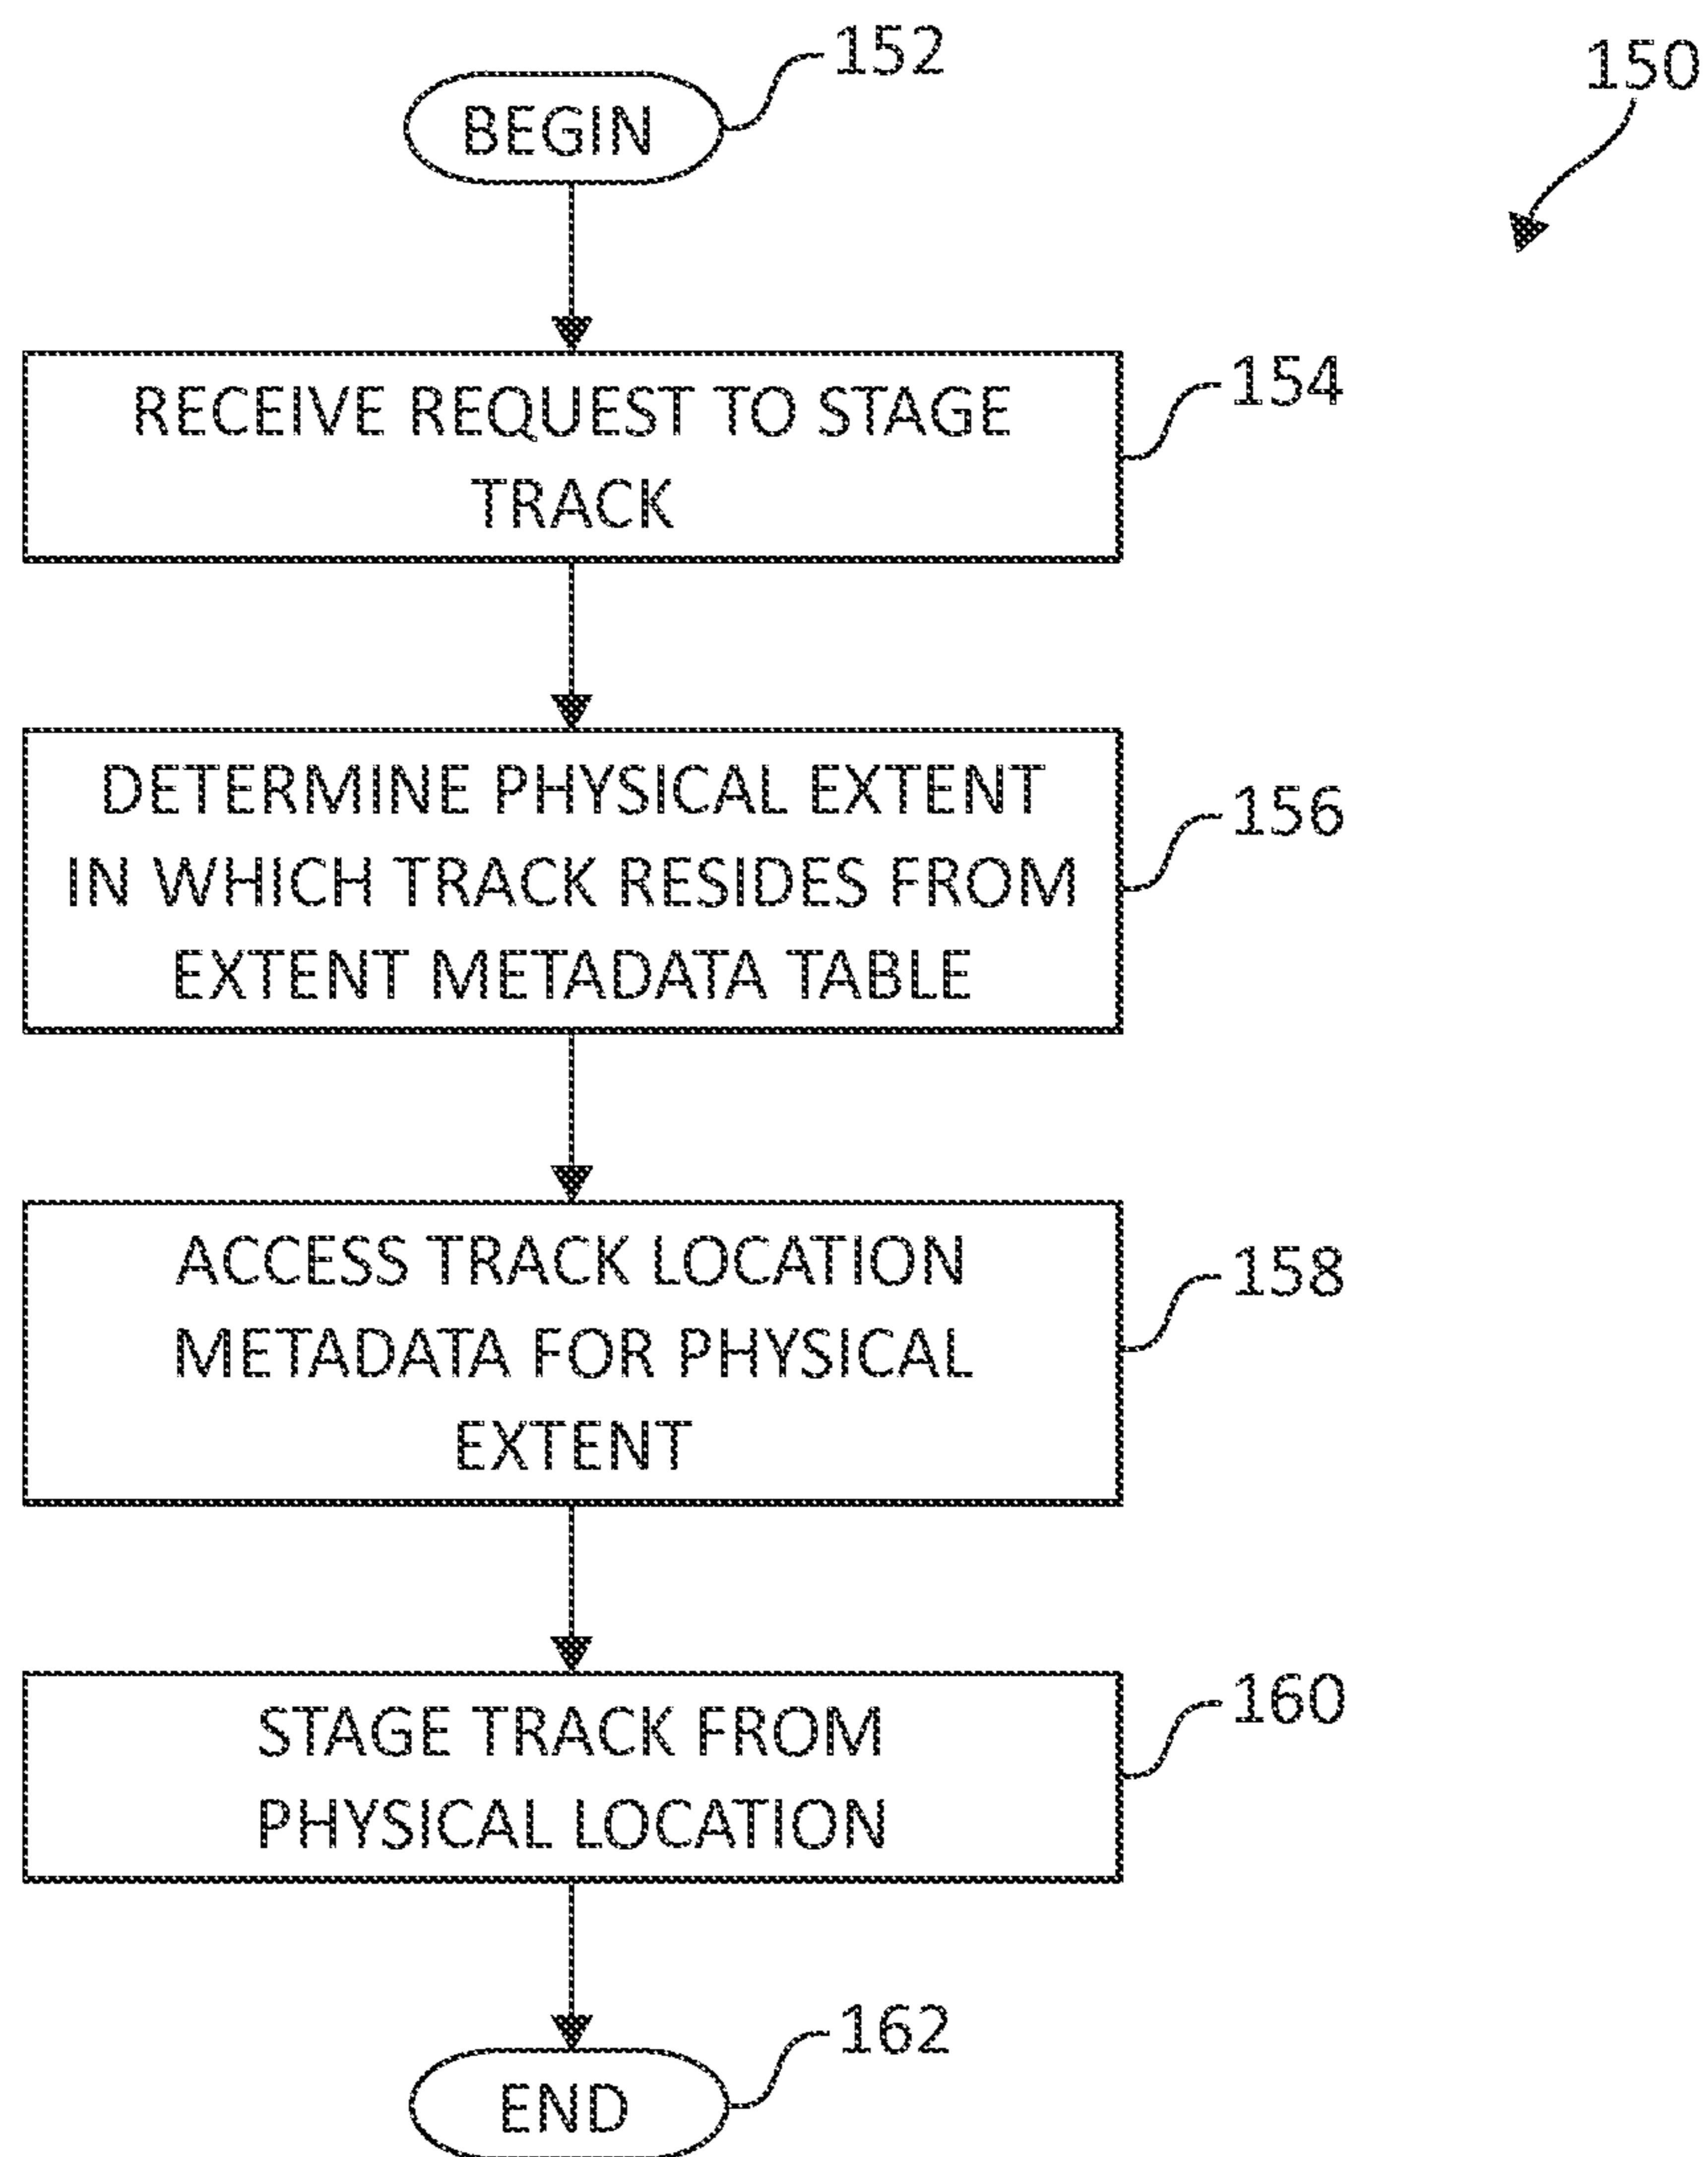 152
150
BEGIN
154
RECEIVE REQUEST TO STAGE
TRACK
156
DETERMINE PHYSICAL EXTENT
IN WHICH TRACK RESIDES FROM
EXTENT METADATA TABLE
158
ACCESS TRACK LOCATION
METADATA FOR PHYSICAL
EXTENT
160
STAGE TRACK FROM
PHYSICAL LOCATION
162
END